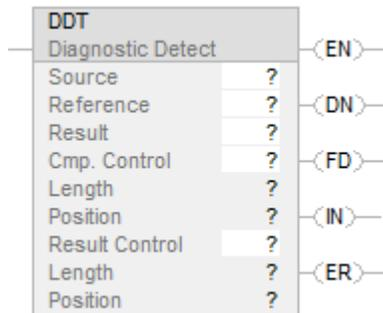 DDT
Diagnostic Detect
(EN)
Source ?
Reference ?
(DN)
Result ?
Cmp. Control ?
(FD)
Length ?
Position ?
(IN)
Result Control ?
Length ?
(ER)
Position ?